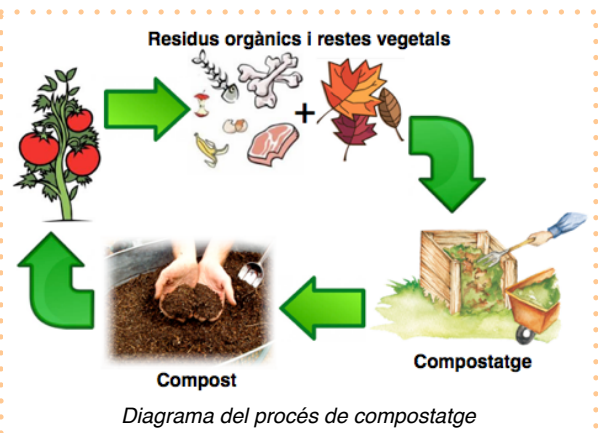 Residus orgànics i restes vegetals
+
Compostatge
Compost
Diagrama del procés de compostatge